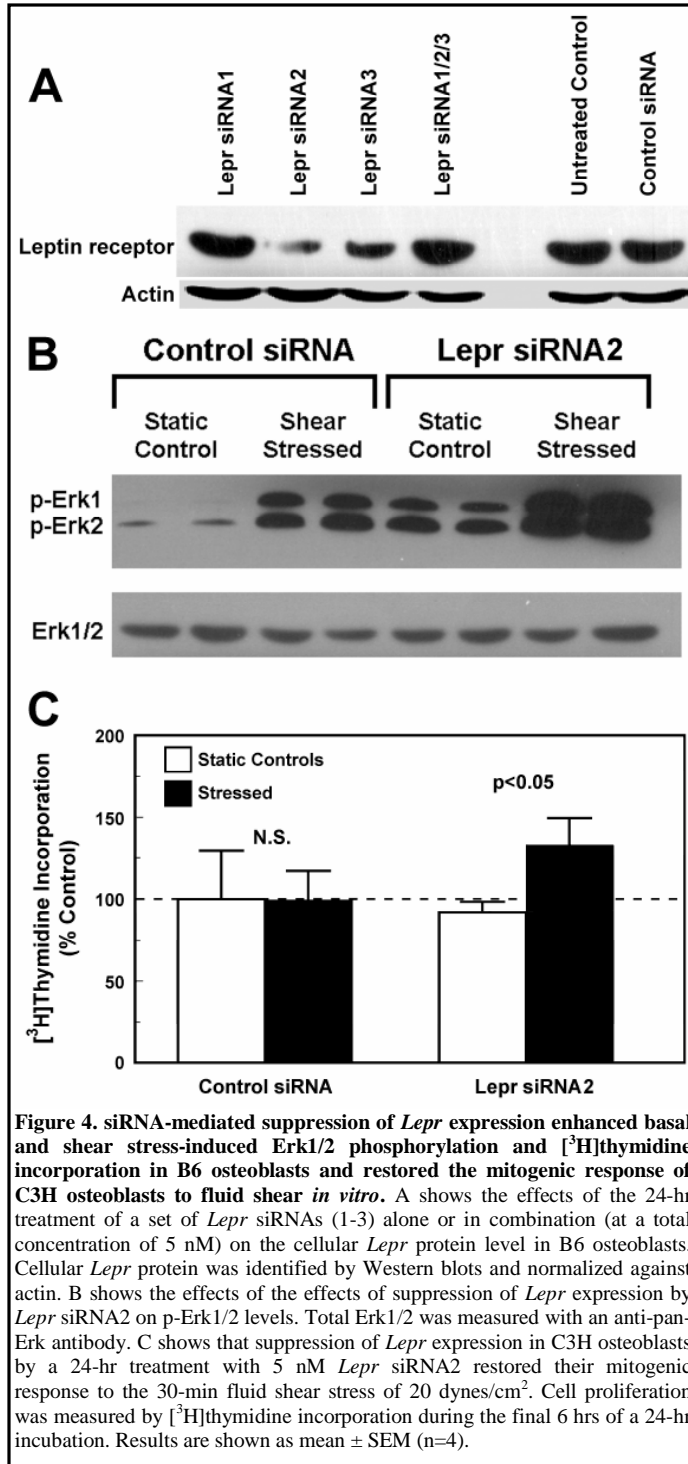 A
Lepr siRNA1
Lepr siRNA2
Lepr siRNA3
Lepr siRNA1/2/3
Untreated Control
Control siRNA
Leptin receptor
Actin
B
Control siRNA
Lepr siRNA2
Static Control
Shear Stressed
Static Control
Shear Stressed
p-Erk1
p-Erk2
Erk1/2
C
[³H]Thymidine Incorporation
(% Control)
200
150
100
50
0
Static Controls
Stressed
N.S.
p<0.05
Control siRNA
Lepr siRNA2
Figure 4. siRNA-mediated suppression of Lepr expression enhanced basal
and shear stress-induced Erk1/2 phosphorylation and [³H]thymidine
incorporation in B6 osteoblasts and restored the mitogenic response of
C3H osteoblasts to fluid shear in vitro. A shows the effects of the 24-hr
treatment of a set of Lepr siRNAs (1-3) alone or in combination (at a total
concentration of 5 nM) on the cellular Lepr protein level in B6 osteoblasts.
Cellular Lepr protein was identified by Western blots and normalized against
actin. B shows the effects of the effects of suppression of Lepr expression by
Lepr siRNA2 on p-Erk1/2 levels. Total Erk1/2 was measured with an anti-pan-
Erk antibody. C shows that suppression of Lepr expression in C3H osteoblasts
by a 24-hr treatment with 5 nM Lepr siRNA2 restored their mitogenic
response to the 30-min fluid shear stress of 20 dynes/cm². Cell proliferation
was measured by [³H]thymidine incorporation during the final 6 hrs of a 24-hr
incubation. Results are shown as mean ± SEM (n=4).